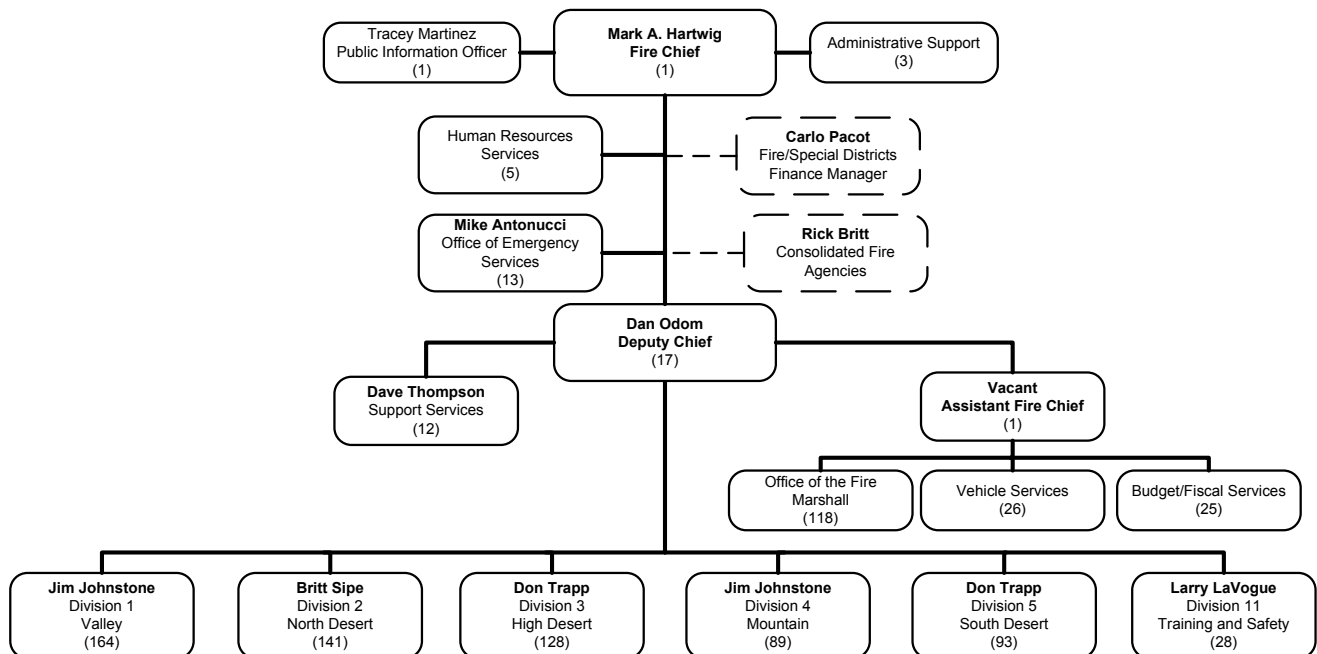 Tracey Martinez
Public Information Officer
(1)
Mark A. Hartwig
Fire Chief
(1)
Administrative Support
(3)
Human Resources
Services
(5)
Carlo Pacot
Fire/Special Districts
Finance Manager
Mike Antonucci
Office of Emergency
Services
(13)
Rick Britt
Consolidated Fire
Agencies
Dan Odom
Deputy Chief
(17)
Dave Thompson
Support Services
(12)
Vacant
Assistant Fire Chief
(1)
Office of the Fire
Marshall
(118)
Vehicle Services
(26)
Budget/Fiscal Services
(25)
Jim Johnstone
Division 1
Valley
(164)
Britt Sipe
Division 2
North Desert
(141)
Don Trapp
Division 3
High Desert
(128)
Jim Johnstone
Division 4
Mountain
(89)
Don Trapp
Division 5
South Desert
(93)
Larry LaVogue
Division 11
Training and Safety
(28)